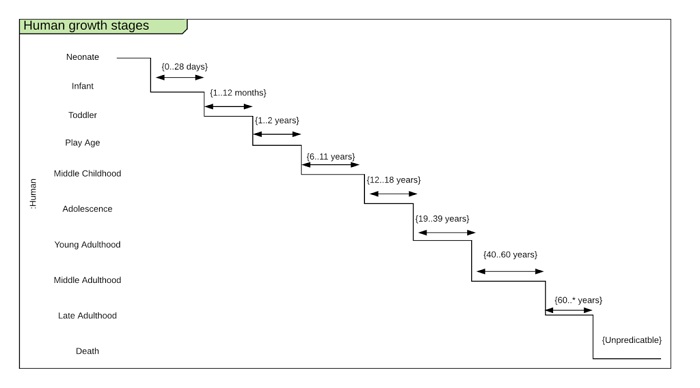 Human growth stages
Neonate
{0..28 days}
Infant
{1..12 months}
Toddler
{1..2 years}
Play Age
{6..11 years}
Middle Childhood
{12..18 years}
:Human
Adolescence
{19..39 years}
Young Adulthood
{40..60 years}
Middle Adulthood
{60..* years}
Late Adulthood
{Unpredicatble}
Death